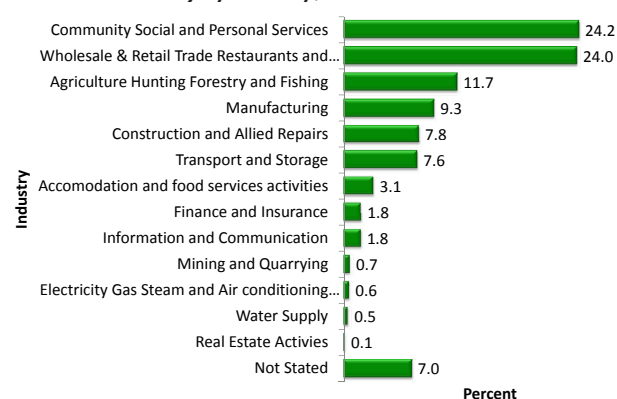 Community Social and Personal Services 24.2
Wholesale & Retail Trade Restaurants and... 24.0
Agriculture Hunting Forestry and Fishing 11.7
Manufacturing 9.3
Construction and Allied Repairs 7.8
Transport and Storage 7.6
Accomodation and food services activities 3.1
Finance and Insurance 1.8
Information and Communication 1.8
Mining and Quarrying 0.7
Electricity Gas Steam and Air conditioning... 0.6
Water Supply 0.5
Real Estate Activies 0.1
Not Stated 7.0
Industry
Percent